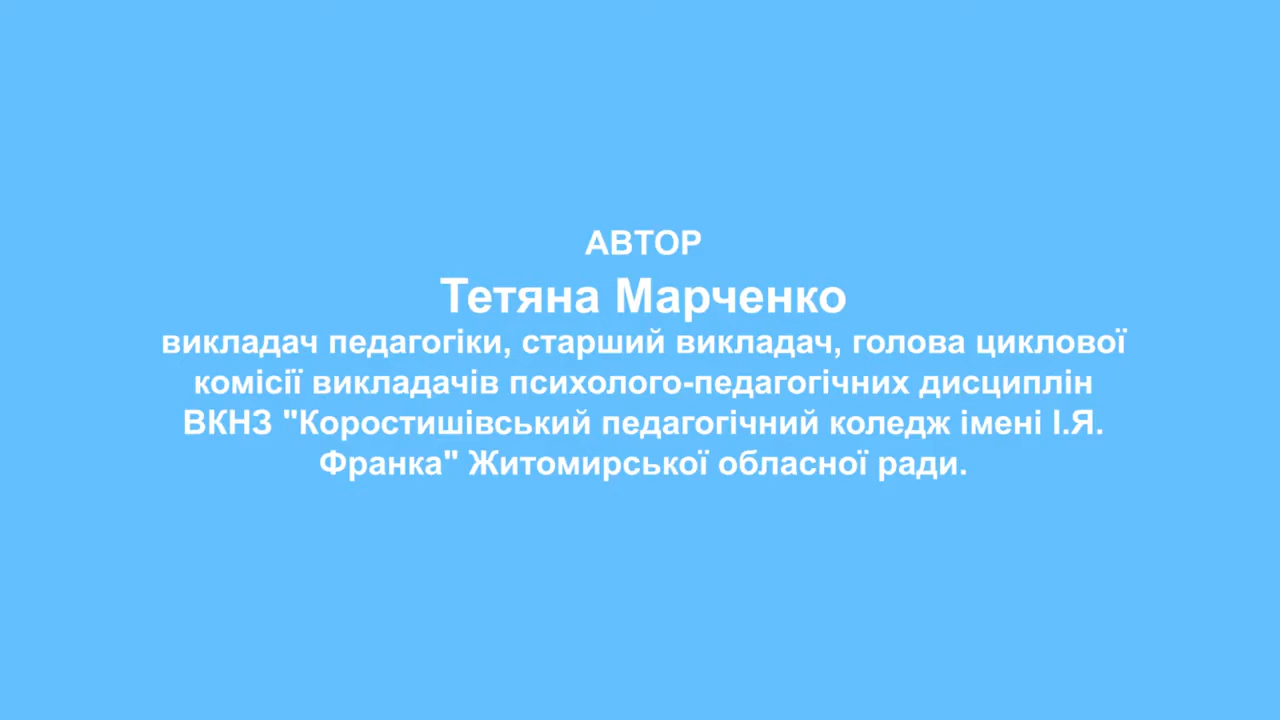 АВТОР
Тетяна Марченко
викладач педагогіки, старший викладач, голова циклової
комісії викладачів психолого-педагогічних дисциплін
ВКНЗ "Коростишівський педагогічний коледж імені І.Я.
Франка" Житомирської обласної ради.